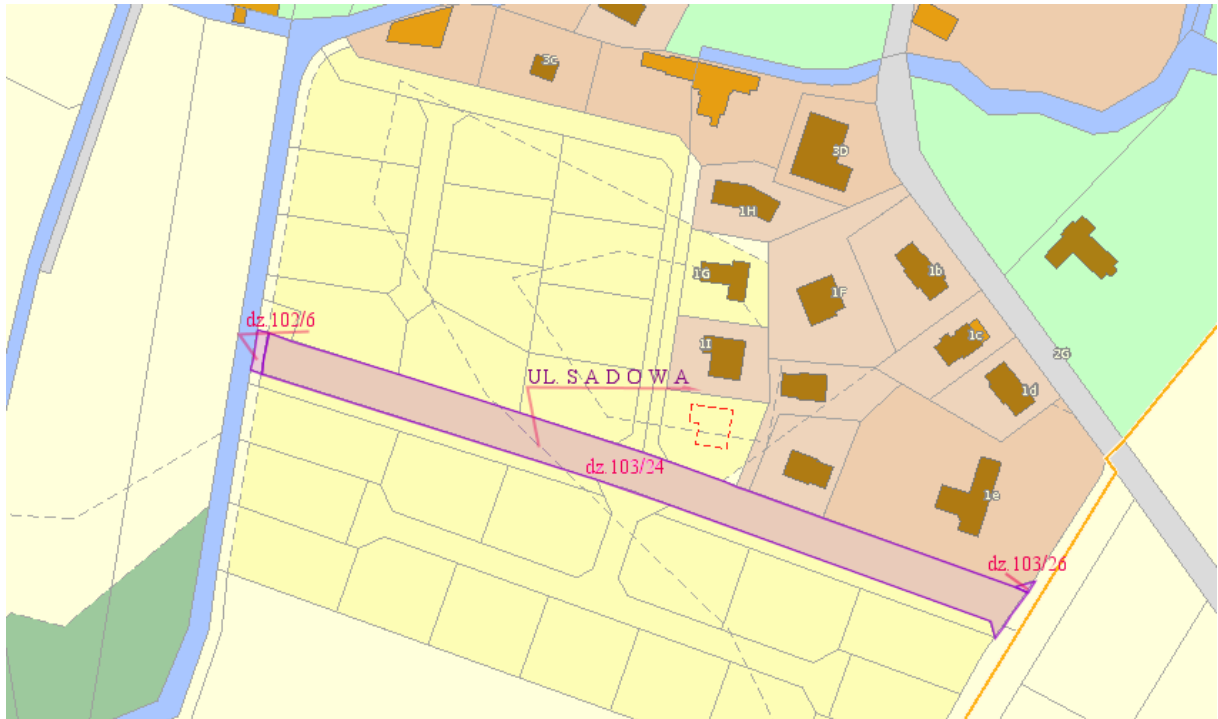 3G
3D
1H
1G
1b
1F
dz.102/6
1c
1I
2G
UL. S A D O W A
1d
dz.103/24
1e
dz.103/26